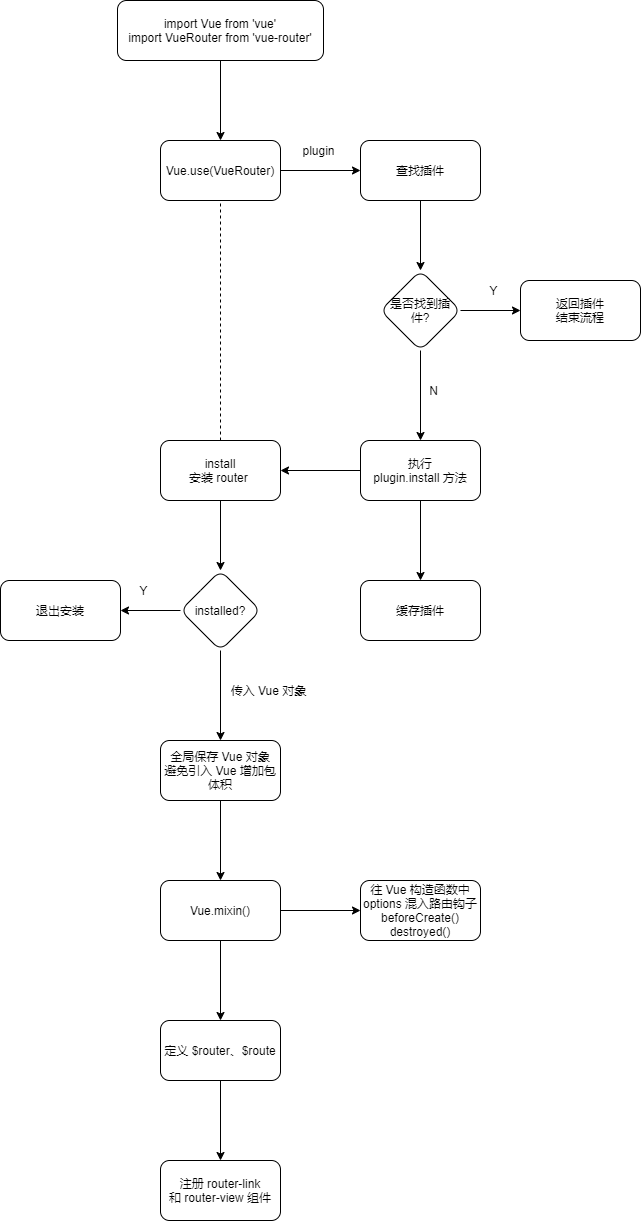 import Vue from 'vue'
import VueRouter from 'vue-router'
plugin
Vue.use(VueRouter)
查找插件
是否找到插
件?
Y
返回插件
结束流程
N
install
安装 router
执行
plugin.install 方法
Y
退出安装
installed?
缓存插件
传入 Vue 对象
全局保存 Vue 对象
避免引入 Vue 增加包
体积
Vue.mixin()
往 Vue 构造函数中
options 混入路由钩子
beforeCreate()
destroyed()
定义 $router、$route
注册 router-link
和 router-view 组件